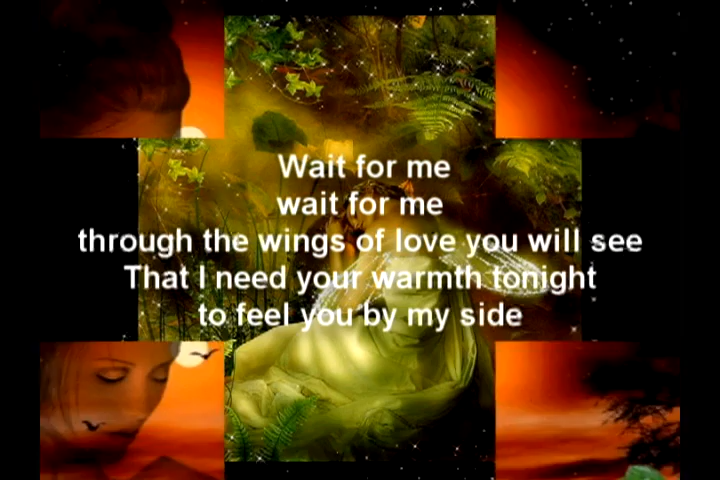 Wait for me
wait for me
through the wings of love you will see
That I need your warmth tonight
to feel you by my side